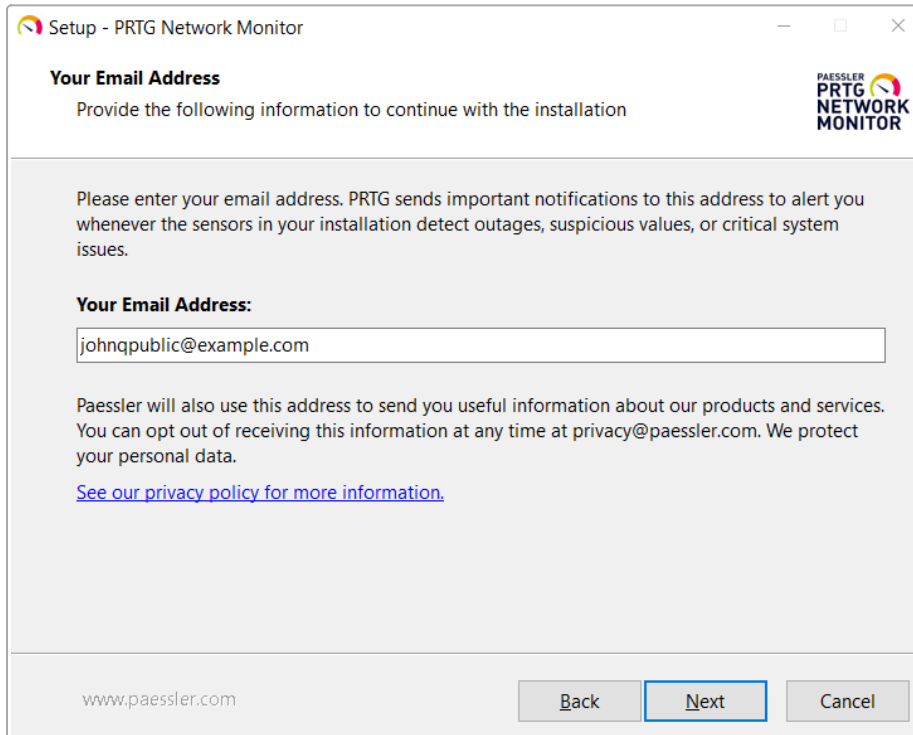 Setup - PRTG Network Monitor
Your Email Address
Provide the following information to continue with the installation
PAESSLER
PRTG
NETWORK
MONITOR
Please enter your email address. PRTG sends important notifications to this address to alert you
whenever the sensors in your installation detect outages, suspicious values, or critical system
issues.
Your Email Address:
johnqpublic@example.com
Paessler will also use this address to send you useful information about our products and services.
You can opt out of receiving this information at any time at privacy@paessler.com. We protect
your personal data.
See our privacy policy for more information.
www.paessler.com
Back
Next
Cancel